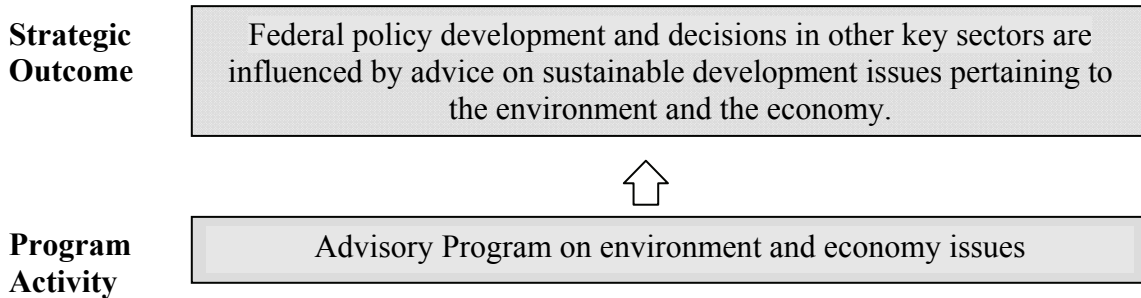 Strategic
Outcome
Federal policy development and decisions in other key sectors are
influenced by advice on sustainable development issues pertaining to
the environment and the economy.
Program
Activity
Advisory Program on environment and economy issues